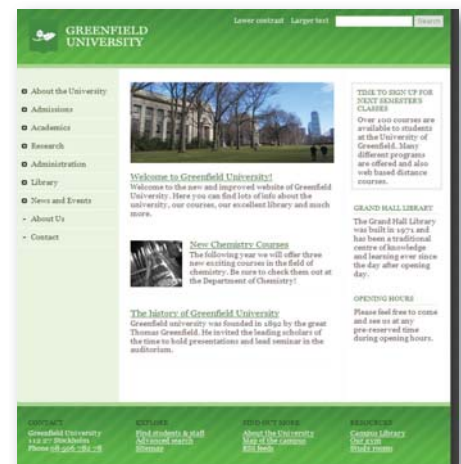 GREENFIELD
UNIVERSITY
Lower contrast Larger text
Search
About the University
Admissions
Academics
Research
Administration
Library
News and Events
About Us
Contact
Welcome to Greenfield University!
Welcome to the new and improved website of Greenfield
University. Here you can find lots of info about the
university, our courses, our excellent library and much
more.
New Chemistry Courses
The following year we will offer three
new exciting courses in the field of
chemistry. Be sure to check them out at
the Department of Chemistry!
The history of Greenfield University
Greenfield university was founded in 1892 by the great
Thomas Greenfield. He invited the leading scholars of
the time to hold presentations and lead seminar in the
auditorium.
TIME TO SIGN UP FOR
NEXT SEMESTER'S
CLASSES
Over 100 courses are
available to students
at the University of
Greenfield. Many
different programs
are offered and also
web based distance
courses.
GRAND HALL LIBRARY
The Grand Hall Library
was built in 1971 and
has been a traditional
centre of knowledge
and learning ever since
the day after opening
day.
OPENING HOURS
Please feel free to come
and see us at any
pre-reserved time
during opening hours.
CONTACT
Greenfield University
112 27 Stockholm
Phone
EXPLORE
Find students & staff
Advanced search
Sitemap
FIND OUT MORE
About the University
Map of the campus
RSS feeds
RESOURCES
Campus Library
Our gym
Study rooms